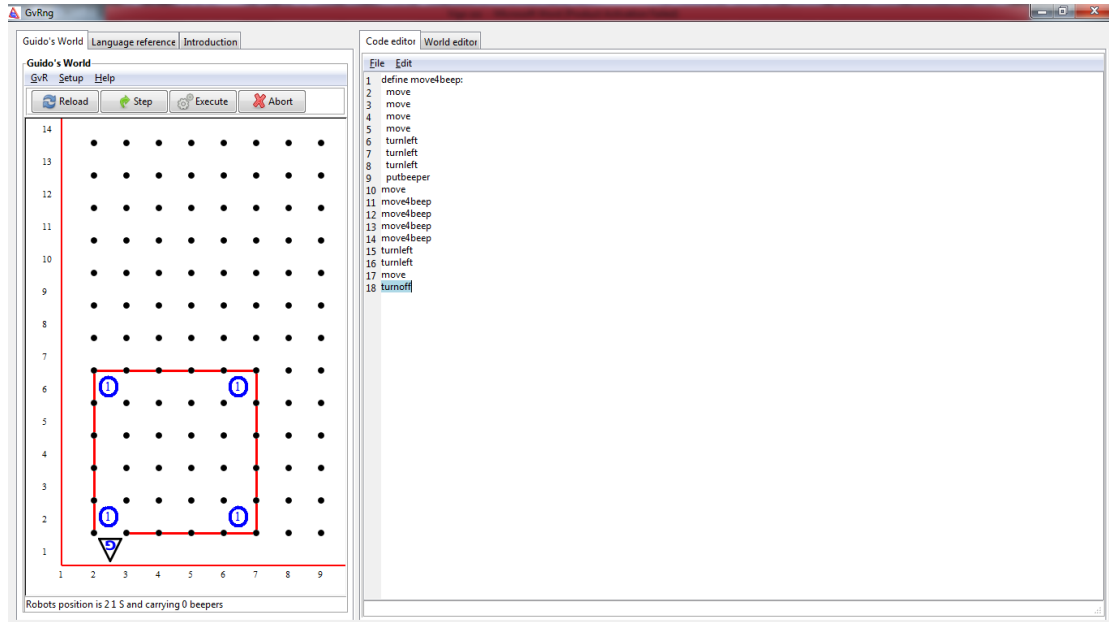 GvRng
Guido's World Language reference Introduction
Guido's World
GvR Setup Help
Reload Step Execute Abort
14
13
12
11
10
9
8
7
6
5
4
3
2
1
1 1
1 1
G
1 2 3 4 5 6 7 8 9
Robots position is 2 1 S and carrying 0 beepers
Code editor World editor
File Edit
1 define move4beep:
2 move
3 move
4 move
5 move
6 turnleft
7 turnleft
8 turnleft
9 putbeeper
10 move
11 move4beep
12 move4beep
13 move4beep
14 move4beep
15 turnleft
16 turnleft
17 move
18 turnoff